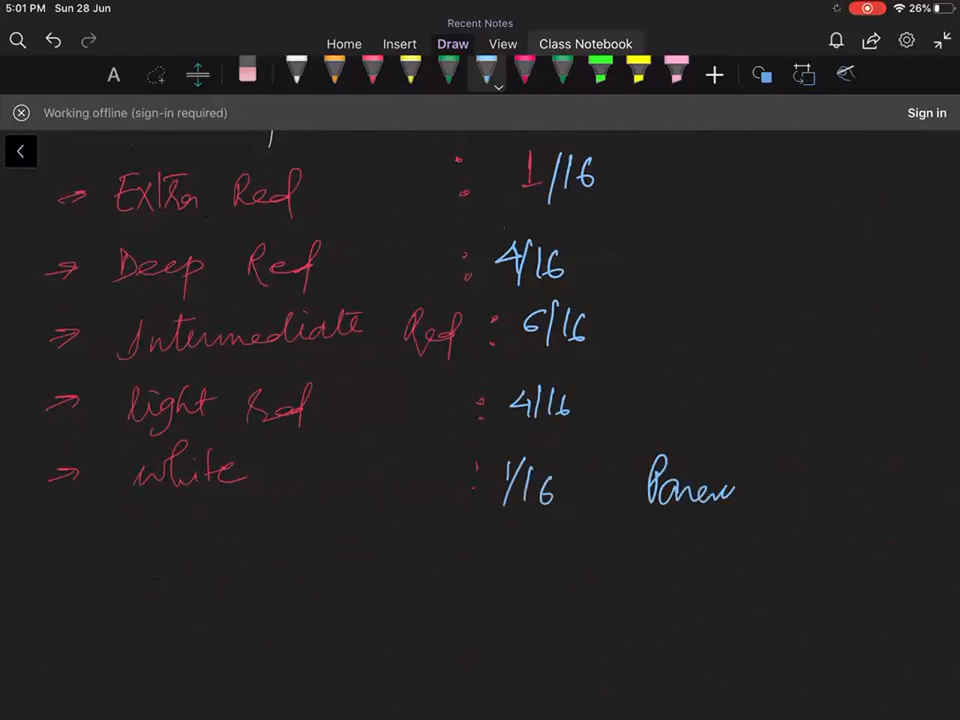 5:01 PM Sun 28 Jun 26%
Recent Notes
Home Insert Draw View Class Notebook
A
Working offline (sign-in required) Sign in
→ Extra Red : 1/16
→ Deep Red : 4/16
→ Intermediate Red : 6/16
→ light red : 4/16
→ white : 1/16